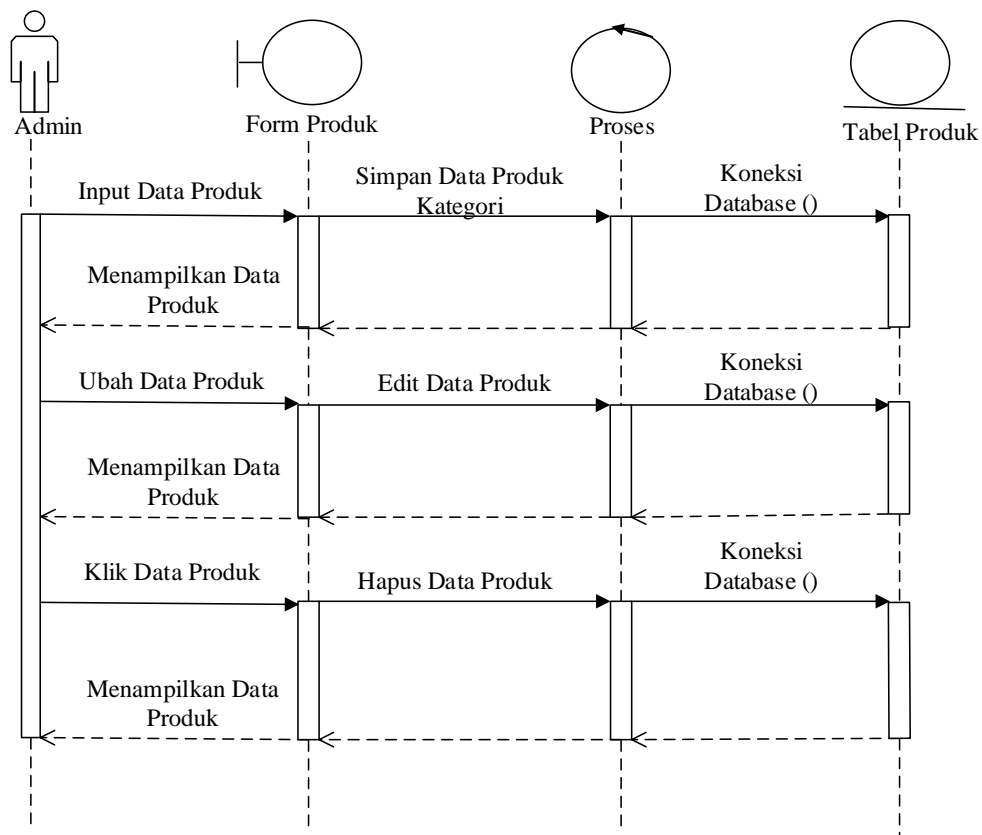 Admin
Form Produk
Proses
Tabel Produk
Input Data Produk
Simpan Data Produk
Kategori
Koneksi
Database ()
Menampilkan Data
Produk
Ubah Data Produk
Edit Data Produk
Koneksi
Database ()
Menampilkan Data
Produk
Klik Data Produk
Hapus Data Produk
Koneksi
Database ()
Menampilkan Data
Produk